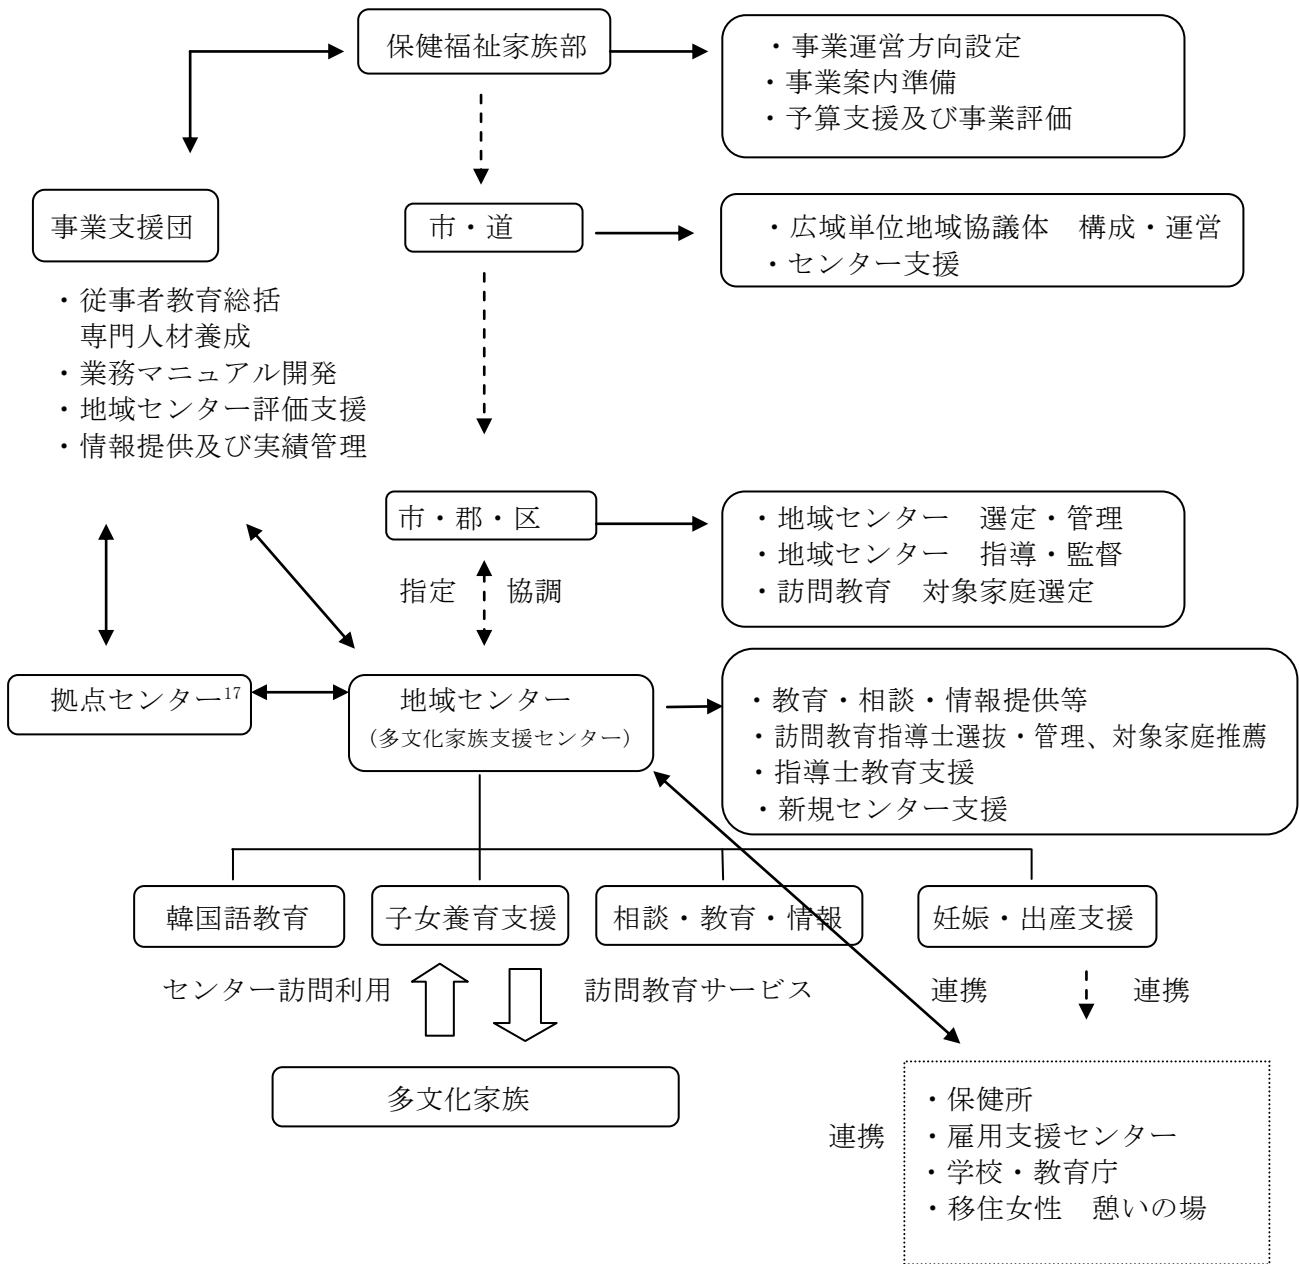 保健福祉家族部
・事業運営方向設定
・事業案内準備
・予算支援及び事業評価
事業支援団
市・道
・広域単位地域協議体　構成・運営
・センター支援
・従事者教育総括
専門人材養成
・業務マニュアル開発
・地域センター評価支援
・情報提供及び実績管理
市・郡・区
・地域センター　選定・管理
・地域センター　指導・監督
・訪問教育　対象家庭選定
指定
協調
拠点センター17
地域センター
（多文化家族支援センター）
・教育・相談・情報提供等
・訪問教育指導士選抜・管理、対象家庭推薦
・指導士教育支援
・新規センター支援
韓国語教育
子女養育支援
相談・教育・情報
妊娠・出産支援
センター訪問利用
訪問教育サービス
連携
連携
多文化家族
連携
・保健所
・雇用支援センター
・学校・教育庁
・移住女性　憩いの場